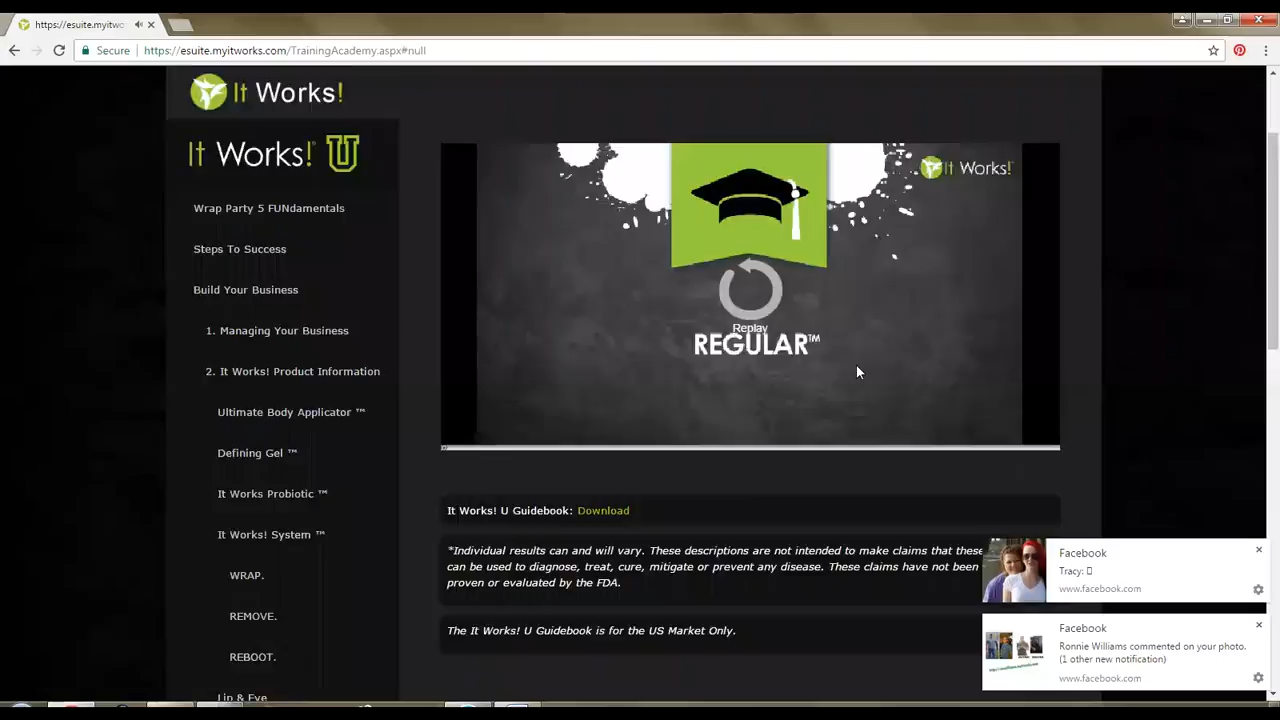 https://esuite.myitwo
Secure
https://esuite.myitworks.com/TrainingAcademy.aspx#null
It Works!
It Works! U
Wrap Party 5 FUNdamentals
Steps To Success
Build Your Business
1. Managing Your Business
2. It Works! Product Information
Ultimate Body Applicator ™
Defining Gel ™
It Works Probiotic ™
It Works! System ™
WRAP.
REMOVE.
REBOOT.
Lip & Eye
It Works!
Replay
REGULAR™
It Works! U Guidebook: Download
*Individual results can and will vary. These descriptions are not intended to make claims that these
can be used to diagnose, treat, cure, mitigate or prevent any disease. These claims have not been
proven or evaluated by the FDA.
The It Works! U Guidebook is for the US Market Only.
Facebook
Tracy:
www.facebook.com
Facebook
Ronnie Williams commented on your photo.
(1 other new notification)
www.facebook.com